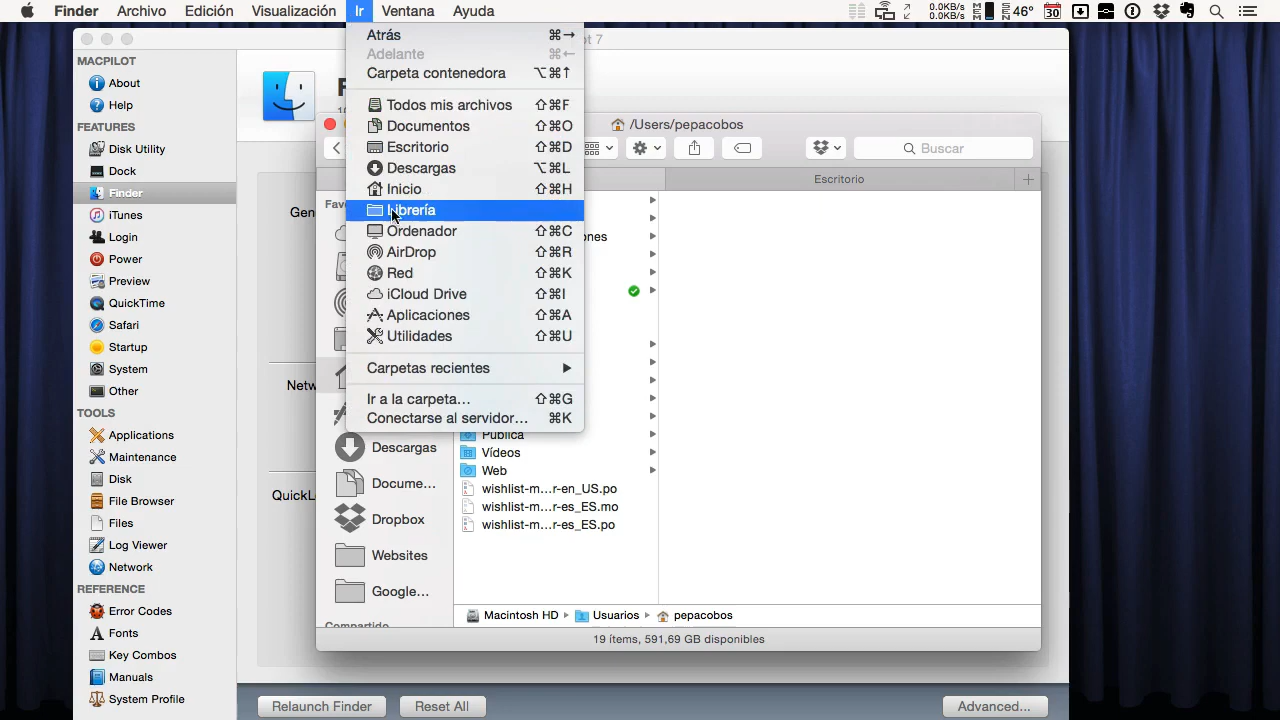 Finder Archivo Edición Visualización Ir Ventana Ayuda
0.0KB/s
0.0KB/s
46°
30
Atrás ⌘→
Adelante ⌘←
Carpeta contenedora ⌥⌘↑
Todos mis archivos ⇧⌘F
Documentos ⇧⌘O
Escritorio ⇧⌘D
Descargas ⌥⌘L
Inicio ⇧⌘H
Librería
Ordenador ⇧⌘C
AirDrop ⇧⌘R
Red ⇧⌘K
iCloud Drive ⇧⌘I
Aplicaciones ⇧⌘A
Utilidades ⇧⌘U
Carpetas recientes
Ir a la carpeta... ⇧⌘G
Conectarse al servidor... ⌘K
MACPILOT
About
Help
FEATURES
Disk Utility
Dock
Finder
iTunes
Login
Power
Preview
QuickTime
Safari
Startup
System
Other
TOOLS
Applications
Maintenance
Disk
File Browser
Files
Log Viewer
Network
REFERENCE
Error Codes
Fonts
Key Combos
Manuals
System Profile
7
F
Gen
Netw
QuickLo
/Users/pepacobos
Buscar
Escritorio
Favo
ones
Descargas
Docume...
Dropbox
Websites
Google...
Compartido
Pública
Vídeos
Web
wishlist-m...r-en_US.po
wishlist-m...r-es_ES.mo
wishlist-m...r-es_ES.po
Macintosh HD Usuarios pepacobos
19 ítems, 591,69 GB disponibles
Relaunch Finder Reset All Advanced...